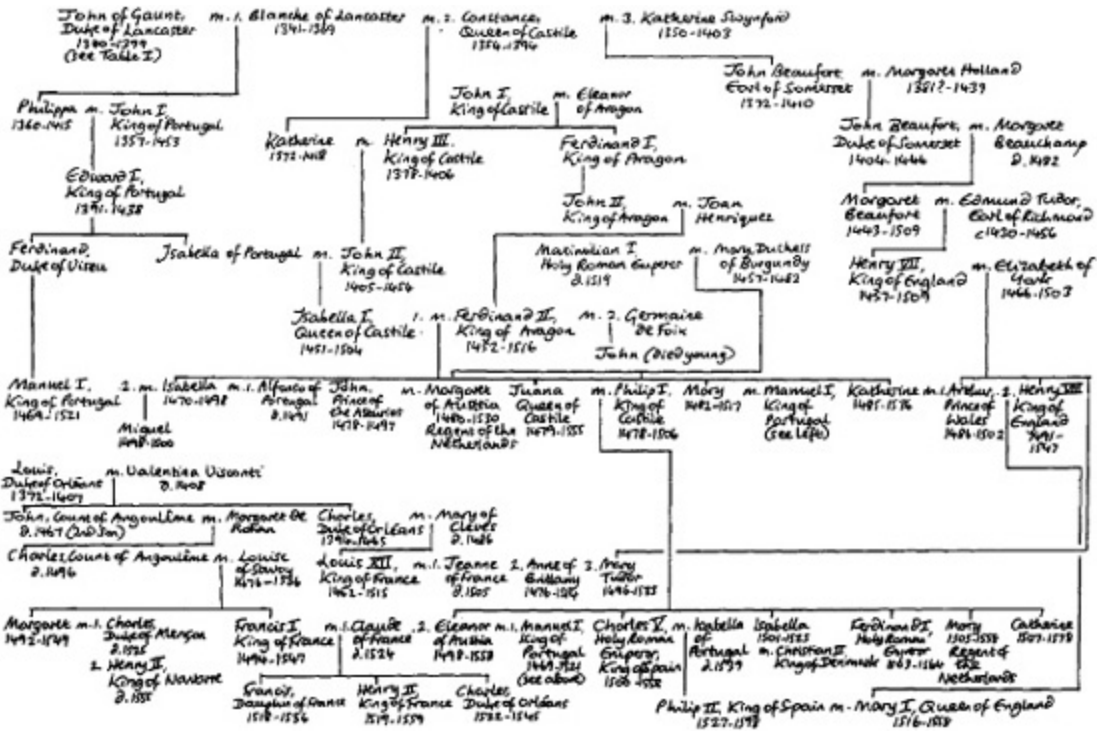 John of Gaunt, m. 1. Blanche of Lancaster m. 2. Constance, m. 3. Katherine Swynford
Duke of Lancaster 1341-1369 Queen of Castile 1350-1403
1340-1399 1354-1394
(see Table I)
John Beaufort m. Margaret Holland
Earl of Somerset 1381?-1439
1372-1410
John I, m. Eleanor
King of Castile of Aragon
Philippa m. John I,
1360-1415 King of Portugal
1357-1453
Katherine m. Henry III,
1372-1418 King of Castile
1378-1406
Ferdinand I,
King of Aragon
John Beaufort, m. Margaret
Duke of Somerset Beauchamp
1404-1444 d.1482
Edward I,
King of Portugal
1391-1438
John II, m. Joan
King of Aragon Henriquez
Margaret m. Edmund Tudor,
Beaufort Earl of Richmond
1443-1509 c1430-1456
Ferdinand,
Duke of Viseu
Isabella of Portugal m. John II,
King of Castile
1405-1454
Maximilian I, m. Mary, Duchess
Holy Roman Emperor of Burgundy
d.1519 1457-1482
Henry VII, m. Elizabeth of
King of England York
1457-1509 1466-1503
Isabella I, 1. m. Ferdinand II, m. 2. Germaine
Queen of Castile King of Aragon de Foix
1451-1504 1452-1516
John (died young)
Manuel I, 2. m. Isabella m. 1. Alfonso of
King of Portugal 1470-1498 Portugal
1469-1521 d.1491
Miguel
1498-1500
John, m. Margaret
Prince of of Austria
the Asturias 1480-1530
1478-1497 Regent of the
Netherlands
Juana m. Philip I,
Queen of King of
Castile Castile
1479-1555 1478-1506
Mary m. Manuel I,
1482-1517 King of
Portugal
(see left)
Katherine m. 1. Arthur, 2. Henry VIII
1485-1536 Prince of King of
Wales England
1486-1502 1491-
1547
Louis, m. Valentina Visconti
Duke of Orléans d.1408
1372-1407
John, Count of Angoulême m. Margaret de
d.1467 (2nd Son) Rohan
Charles, m. Mary of
Duke of Orléans Cleves
1394-1465 d.1486
Charles, Count of Angoulême m. Louise
d.1496 of Savoy
1476-1536
Louis XII, m. 1. Jeanne 2. Anne of 3. Mary
King of France of France Brittany Tudor
1462-1515 d.1505 1476-1514 1496-1533
Margaret m. 1. Charles,
1492-1549 Duke of Alençon
d.1525
2. Henry II,
King of Navarre
d.1555
Francis I, m. 1. Claude 2. Eleanor m. 1. Manuel I,
King of France of France of Austria King of
1494-1547 d.1524 1498-1558 Portugal
1469-1521
(see above)
Charles V, m. Isabella
Holy Roman of
Emperor, Portugal
King of Spain d.1539
1500-1558
Isabella
1501-1525
m. Christian II
King of Denmark
Ferdinand I,
Holy Roman
Emperor
1503-1564
Mary
1505-1558
Regent of
the
Netherlands
Catherine
1507-1578
Francis,
Dauphin of France
1518-1536
Henry II,
King of France
1519-1559
Charles,
Duke of Orléans
1522-1545
Philip II, King of Spain m. Mary I, Queen of England
1527-1598 1516-1558